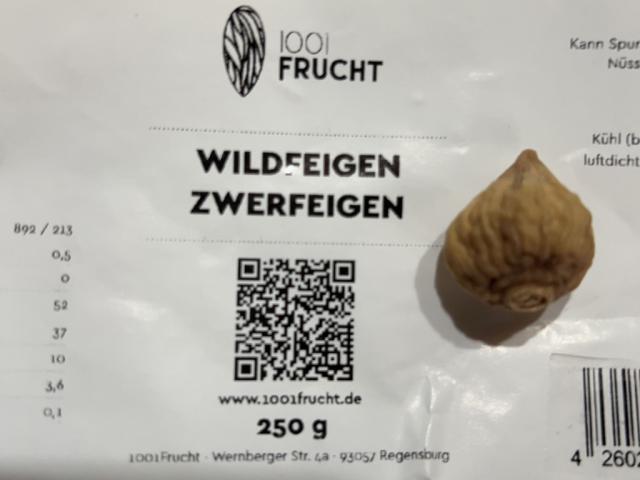 1001
FRUCHT
Kann Spur
Nüss
WILDFEIGEN
ZWERFEIGEN
Kühl (b
luftdicht
892 / 213
0,5
0
52
37
10
3,6
0,1
www.1001frucht.de
250 g
1001Frucht · Wernberger Str. 4a · 93057 Regensburg
4 2602